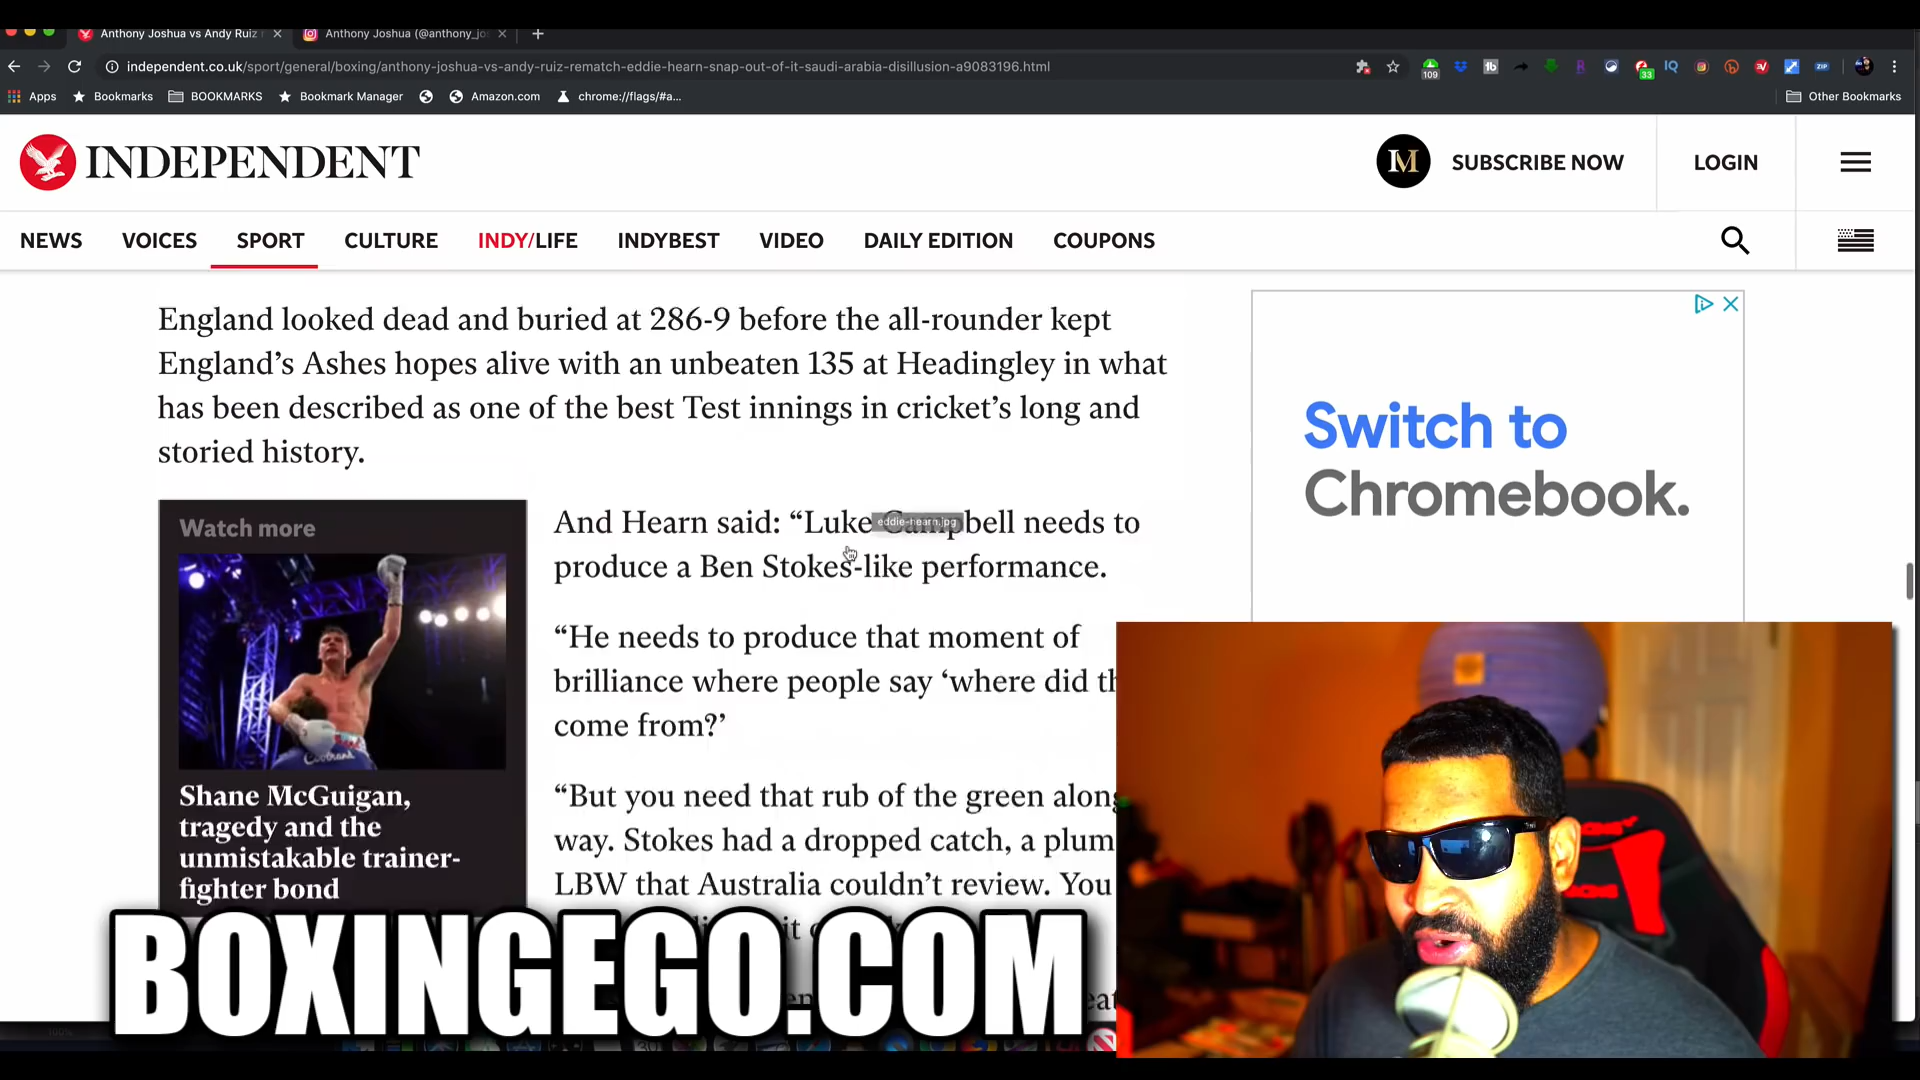 Anthony Joshua vs Andy Ruiz
Anthony Joshua (@anthony_jo
independent.co.uk/sport/general/boxing/anthony-joshua-vs-andy-ruiz-rematch-eddie-hearn-snap-out-of-it-saudi-arabia-disillusion-a9083196.html
109
33
IQ
ZIP
Apps
Bookmarks
BOOKMARKS
Bookmark Manager
Amazon.com
chrome://flags/#a...
Other Bookmarks
INDEPENDENT
M
SUBSCRIBE NOW
LOGIN
NEWS
VOICES
SPORT
CULTURE
INDY/LIFE
INDYBEST
VIDEO
DAILY EDITION
COUPONS
England looked dead and buried at 286-9 before the all-rounder kept
England’s Ashes hopes alive with an unbeaten 135 at Headingley in what
has been described as one of the best Test innings in cricket’s long and
storied history.
Watch more
Shane McGuigan,
tragedy and the
unmistakable trainer-
fighter bond
And Hearn said: “Luke Campbell needs to
eddie-hearn.jpg
produce a Ben Stokes-like performance.
“He needs to produce that moment of
brilliance where people say ‘where did th
come from?’
“But you need that rub of the green along
way. Stokes had a dropped catch, a plum
LBW that Australia couldn’t review. You
Switch to
Chromebook.
BOXINGEGO.COM